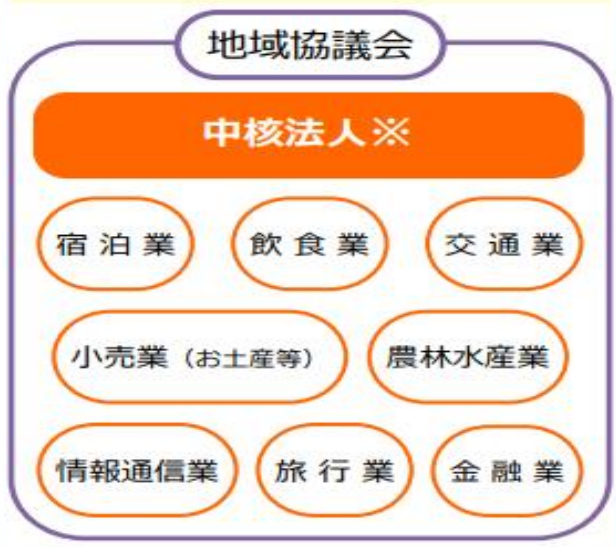 地域協議会
中核法人※
宿泊業 飲食業 交通業
小売業（お土産等） 農林水産業
情報通信業 旅行業 金融業